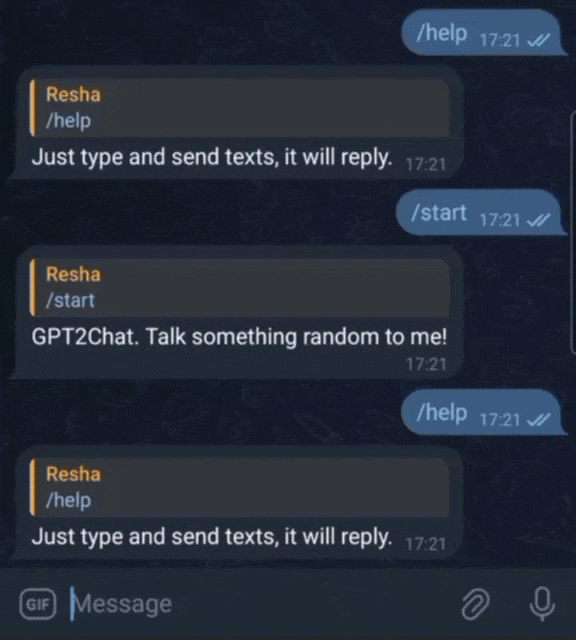 /help 17:21
Resha
/help
Just type and send texts, it will reply. 17:21
/start 17:21
Resha
/start
GPT2Chat. Talk something random to me!
17:21
/help 17:21
Resha
/help
Just type and send texts, it will reply. 17:21
GIF Message